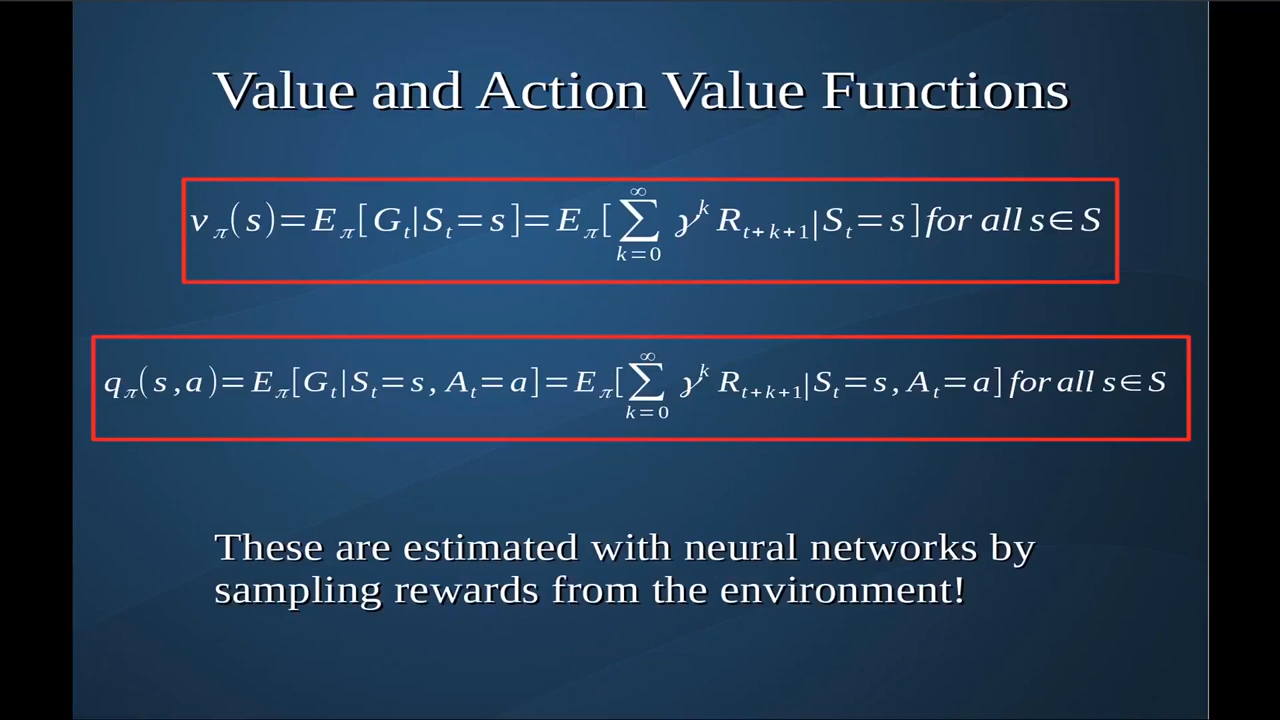 Value and Action Value Functions
v_π(s)=E_π[G_t|S_t=s]=E_π[∑_{k=0}^{∞} γ^k R_{t+k+1}|S_t=s] for all s∈S
q_π(s,a)=E_π[G_t|S_t=s, A_t=a]=E_π[∑_{k=0}^{∞} γ^k R_{t+k+1}|S_t=s, A_t=a] for all s∈S
These are estimated with neural networks by
sampling rewards from the environment!